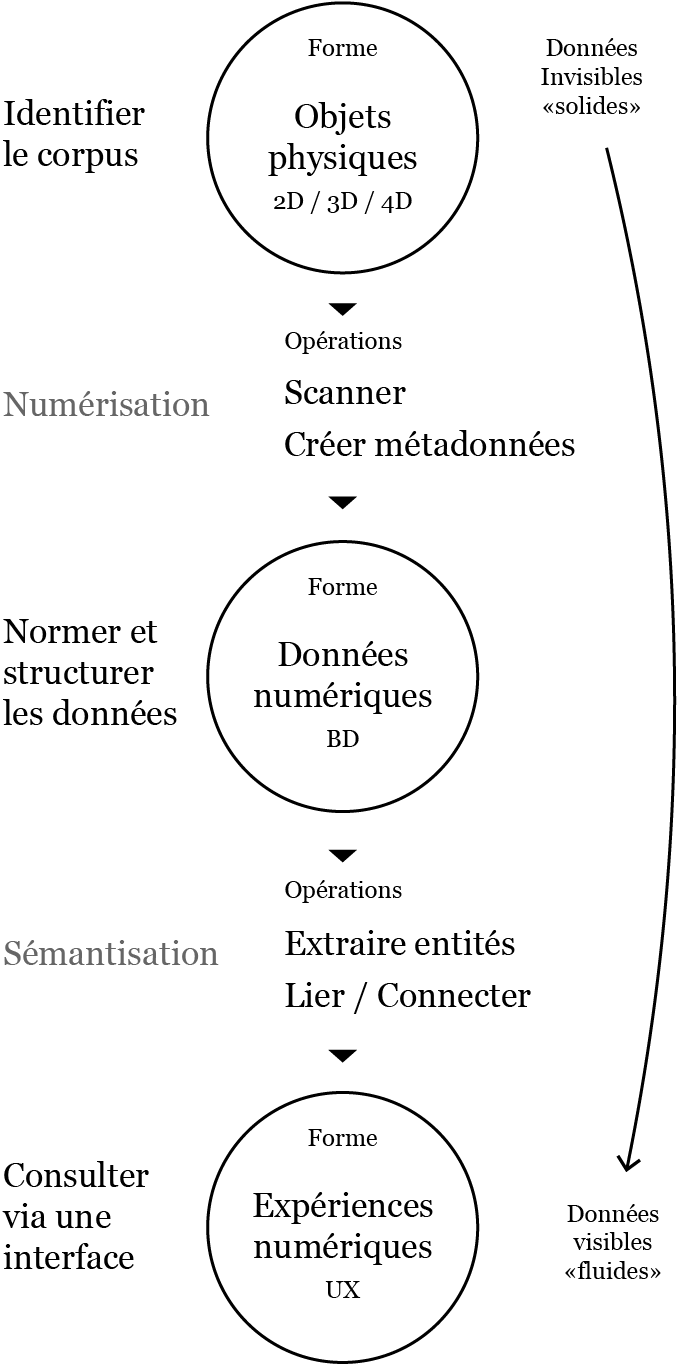 Identifier
le corpus
Forme
Objets
physiques
2D / 3D / 4D
Données
Invisibles
«solides»
Numérisation
Opérations
Scanner
Créer métadonnées
Normer et
structurer
les données
Forme
Données
numériques
BD
Sémantisation
Opérations
Extraire entités
Lier / Connecter
Consulter
via une
interface
Forme
Expériences
numériques
UX
Données
visibles
«fluides»